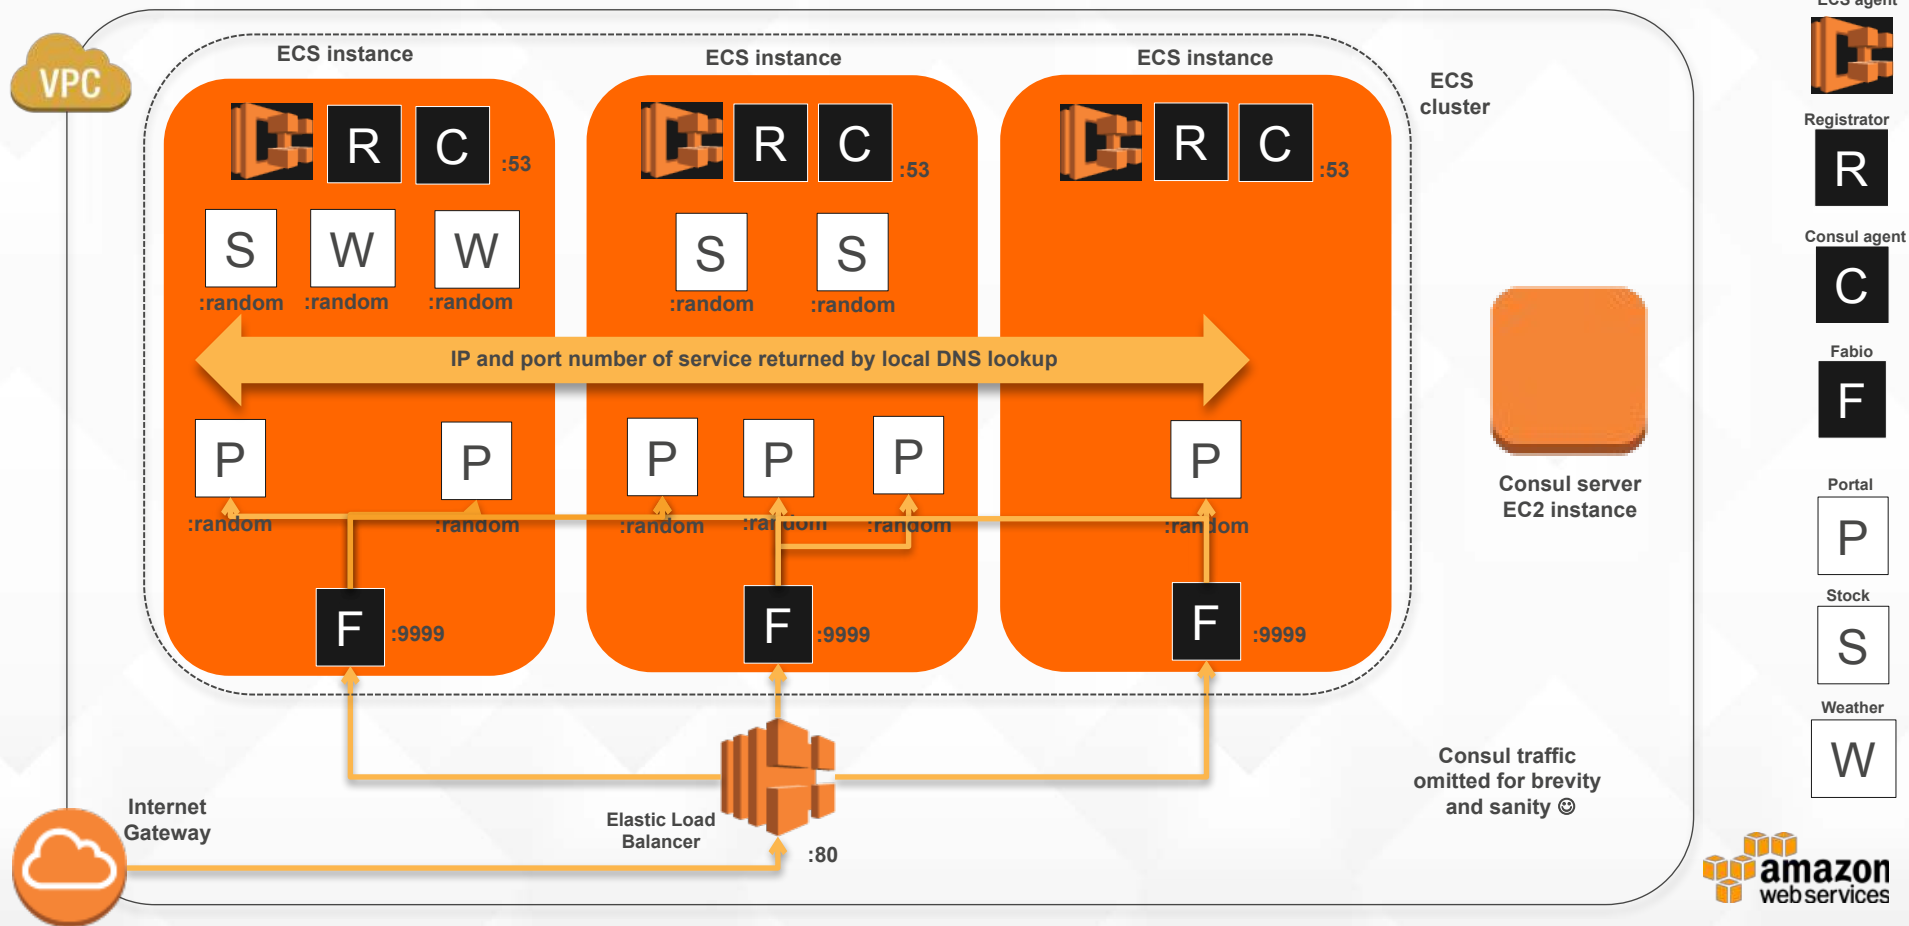 ECS agent
VPC
ECS instance
ECS instance
ECS instance
ECS
cluster
R
C
:53
R
C
:53
R
C
:53
Registrator
R
S
W
W
S
S
:random
:random
:random
:random
:random
Consul agent
C
IP and port number of service returned by local DNS lookup
Fabio
F
P
P
P
P
P
P
:random
:random
:random
:random
:random
:random
Consul server
EC2 instance
Portal
P
F
:9999
F
:9999
F
:9999
Stock
S
Weather
W
Consul traffic
omitted for brevity
and sanity ☺
Internet
Gateway
Elastic Load
Balancer
:80
amazon
web services